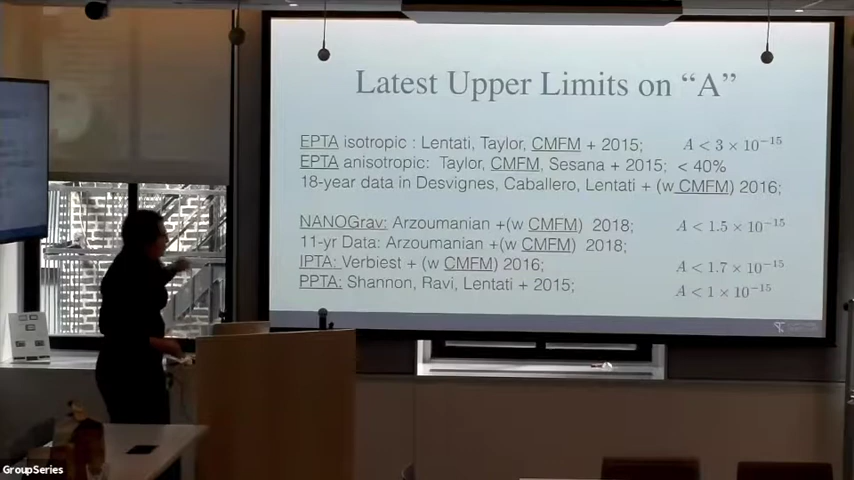 Latest Upper Limits on “A”
EPTA isotropic : Lentati, Taylor, CMFM + 2015; A < 3 × 10⁻¹⁵
EPTA anisotropic: Taylor, CMFM, Sesana + 2015; < 40%
18-year data in Desvignes, Caballero, Lentati + (w CMFM) 2016;
NANOGrav: Arzoumanian +(w CMFM) 2018; A < 1.5 × 10⁻¹⁵
11-yr Data: Arzoumanian +(w CMFM) 2018;
IPTA: Verbiest + (w CMFM) 2016; A < 1.7 × 10⁻¹⁵
PPTA: Shannon, Ravi, Lentati + 2015; A < 1 × 10⁻¹⁵
GroupSeries